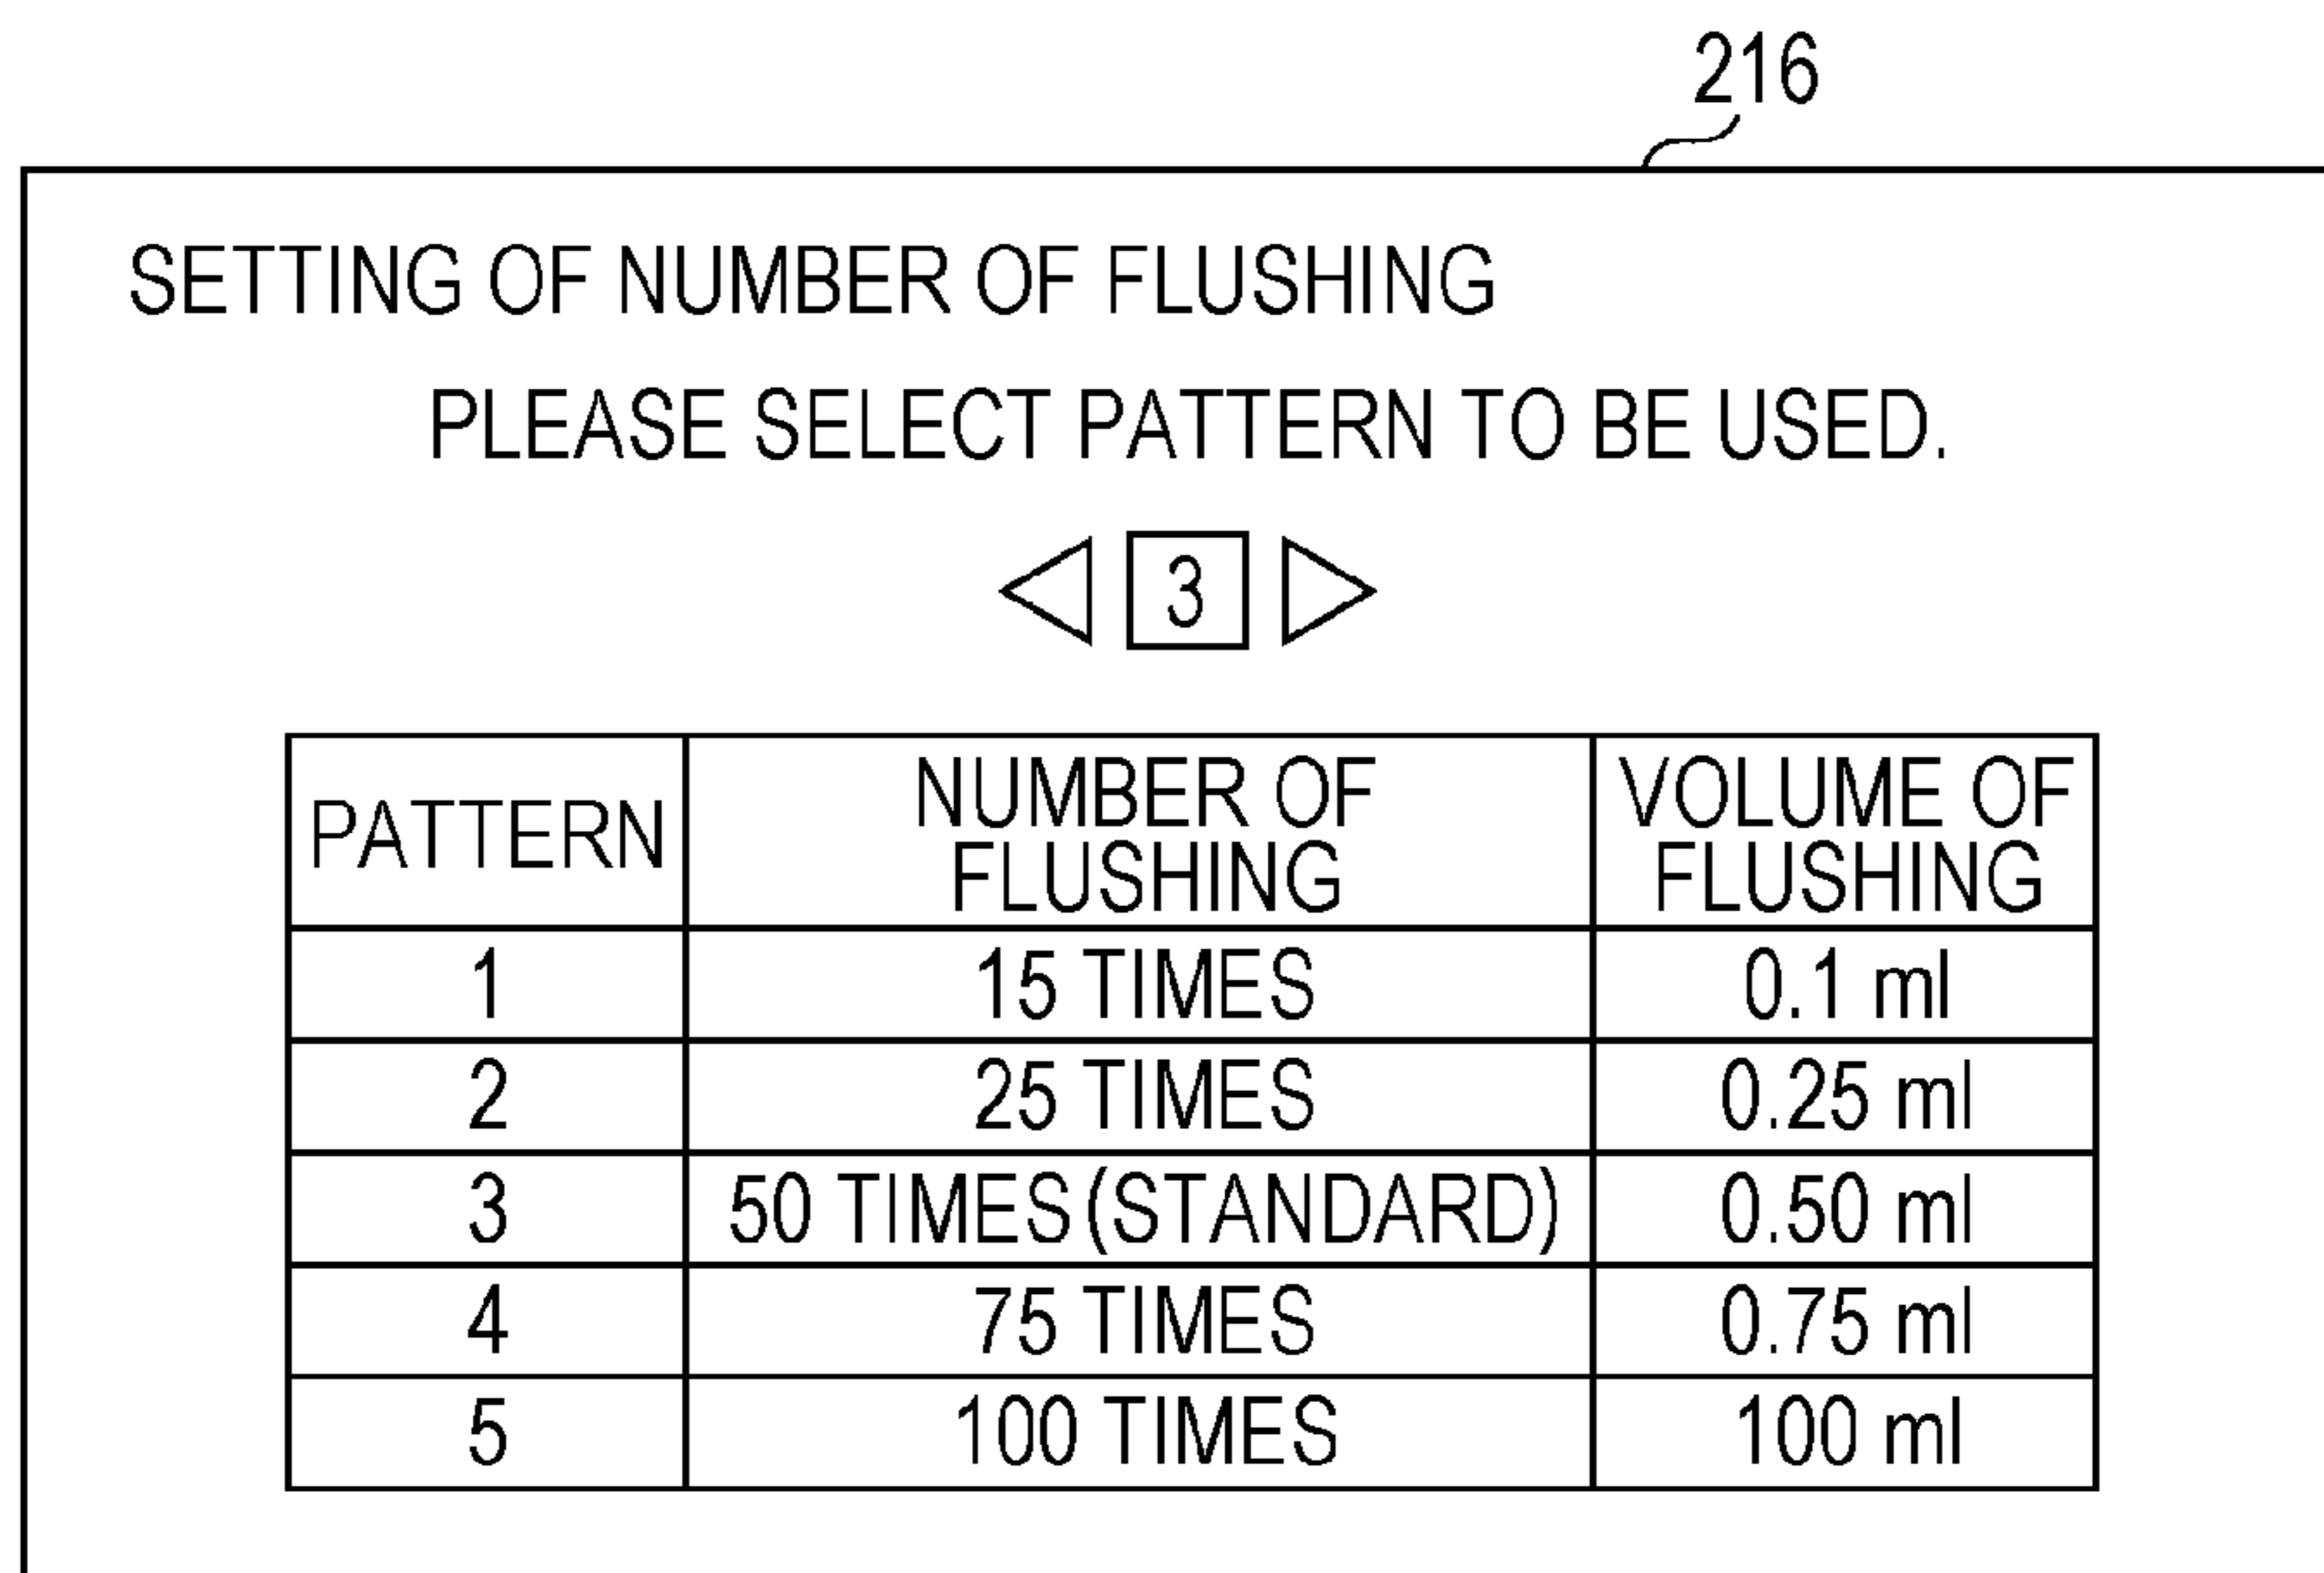 216
SETTING OF NUMBER OF FLUSHING
PLEASE SELECT PATTERN TO BE USED.
3
PATTERN NUMBER OF FLUSHING VOLUME OF FLUSHING
1 15 TIMES 0.1 ml
2 25 TIMES 0.25 ml
3 50 TIMES (STANDARD) 0.50 ml
4 75 TIMES 0.75 ml
5 100 TIMES 100 ml